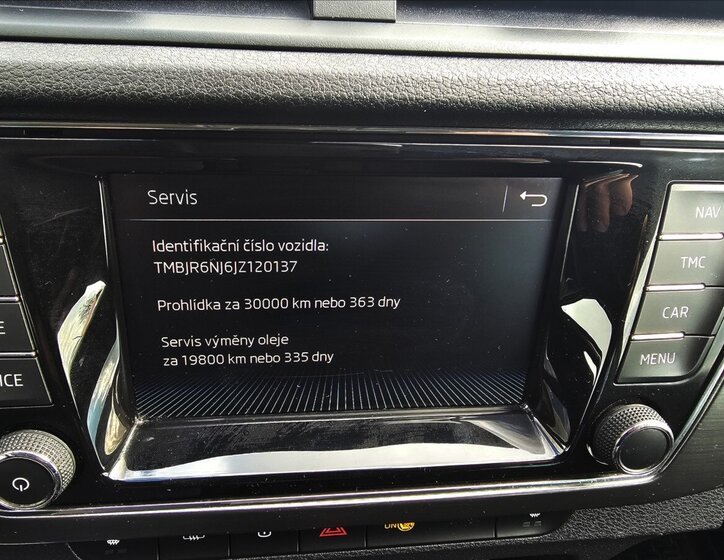 Servis
Identifikační číslo vozidla:
TMBJR6NJ6JZ120137
Prohlídka za 30000 km nebo 363 dny
Servis výměny oleje
za 19800 km nebo 335 dny
NAV
TMC
CAR
MENU